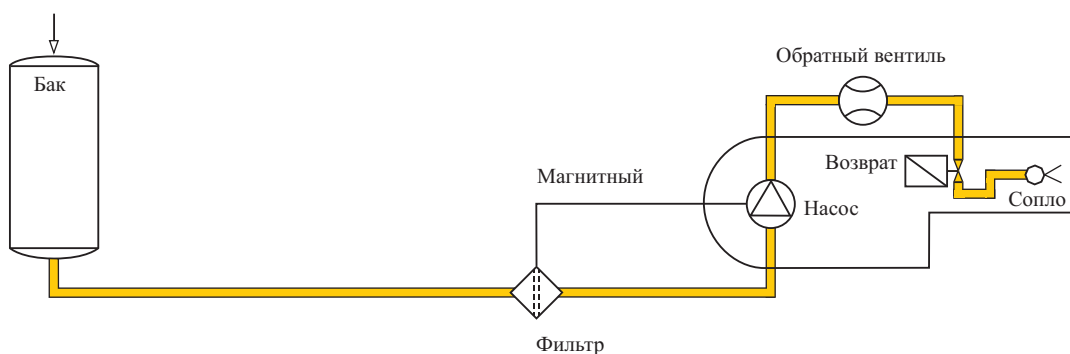 Обратный вентиль
Бак
Возврат
Магнитный
Сопло
Насос
Фильтр